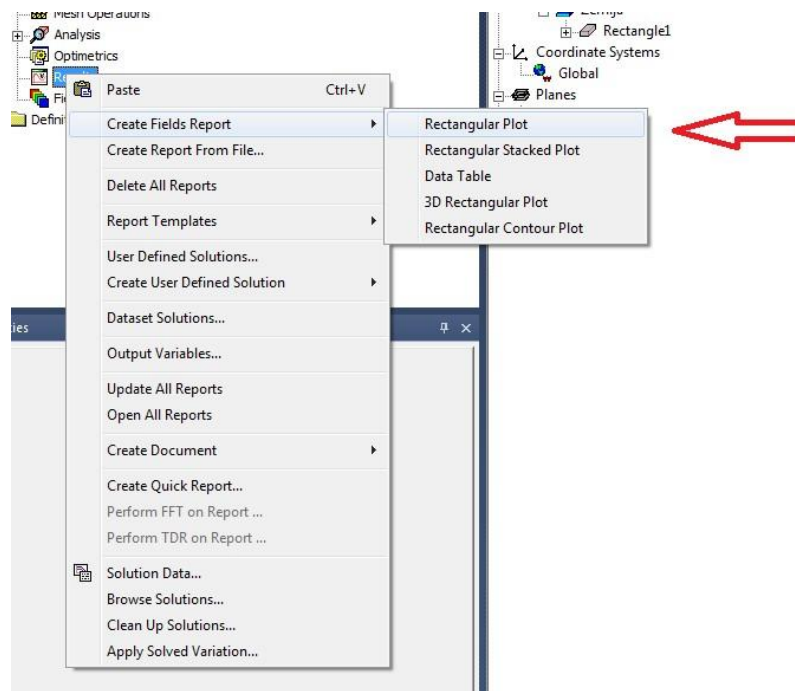 Mesh Operations
Analysis
Optimetrics
Paste Ctrl+V
Create Fields Report
Create Report From File...
Delete All Reports
Report Templates
User Defined Solutions...
Create User Defined Solution
Dataset Solutions...
Output Variables...
Update All Reports
Open All Reports
Create Document
Create Quick Report...
Perform FFT on Report ...
Perform TDR on Report ...
Solution Data...
Browse Solutions...
Clean Up Solutions...
Apply Solved Variation...
Rectangular Plot
Rectangular Stacked Plot
Data Table
3D Rectangular Plot
Rectangular Contour Plot
Zemlja
Rectangle1
Coordinate Systems
Global
Planes